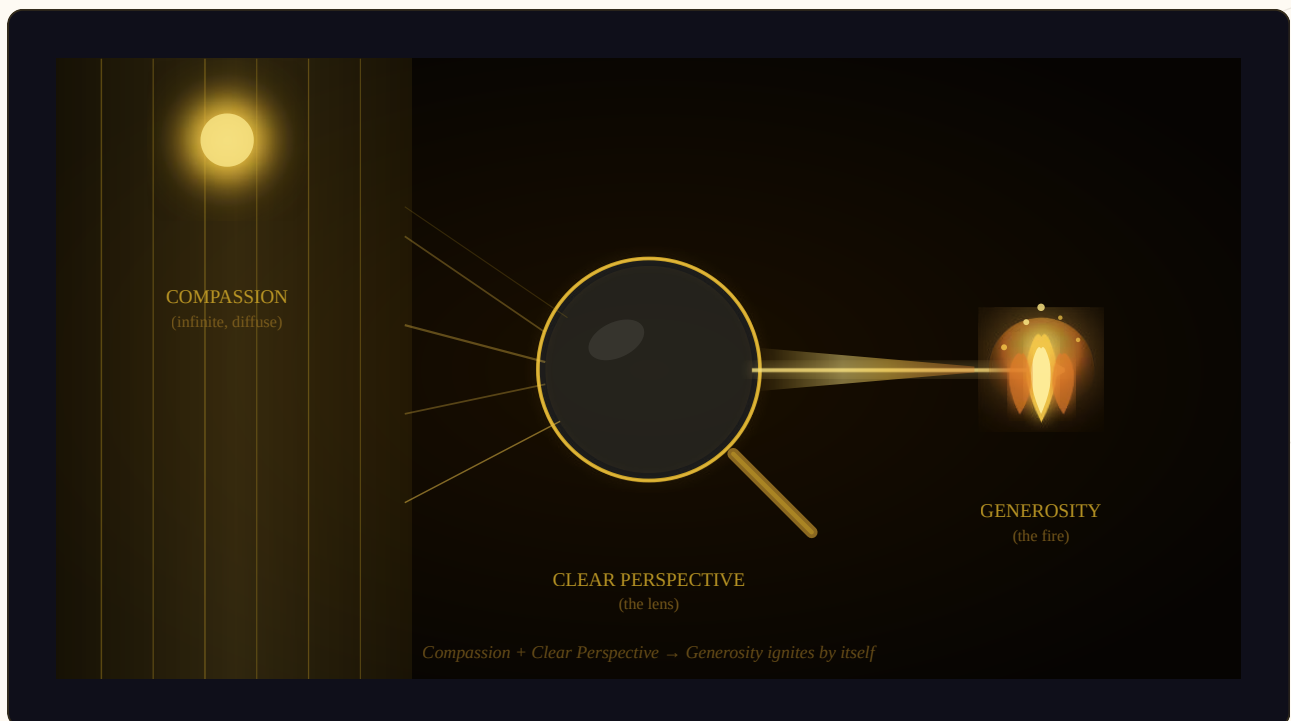 COMPASSION
(infinite, diffuse)
CLEAR PERSPECTIVE
(the lens)
GENEROSITY
(the fire)
Compassion + Clear Perspective → Generosity ignites by itself